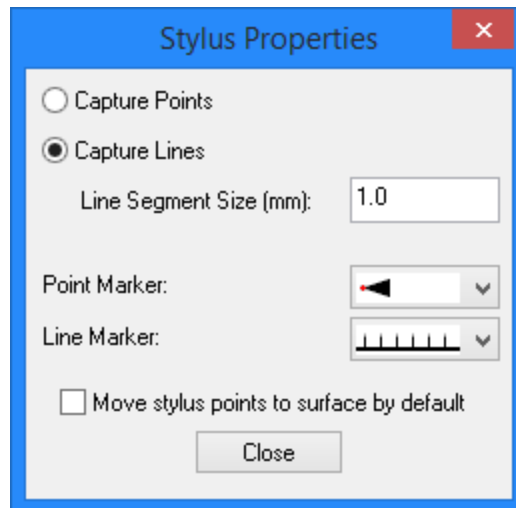 Stylus Properties
Capture Points
Capture Lines
Line Segment Size (mm): 1.0
Point Marker:
Line Marker:
Move stylus points to surface by default
Close